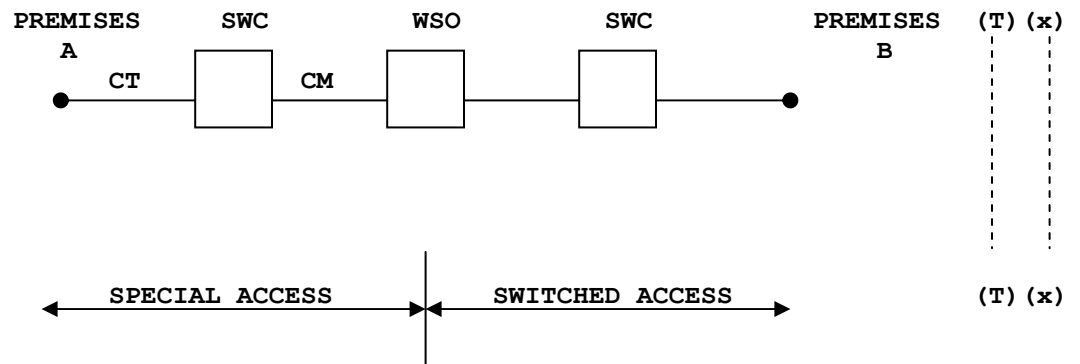 PREMISES SWC WSO SWC PREMISES (T) (x)
A B
CT CM
SPECIAL ACCESS SWITCHED ACCESS (T) (x)